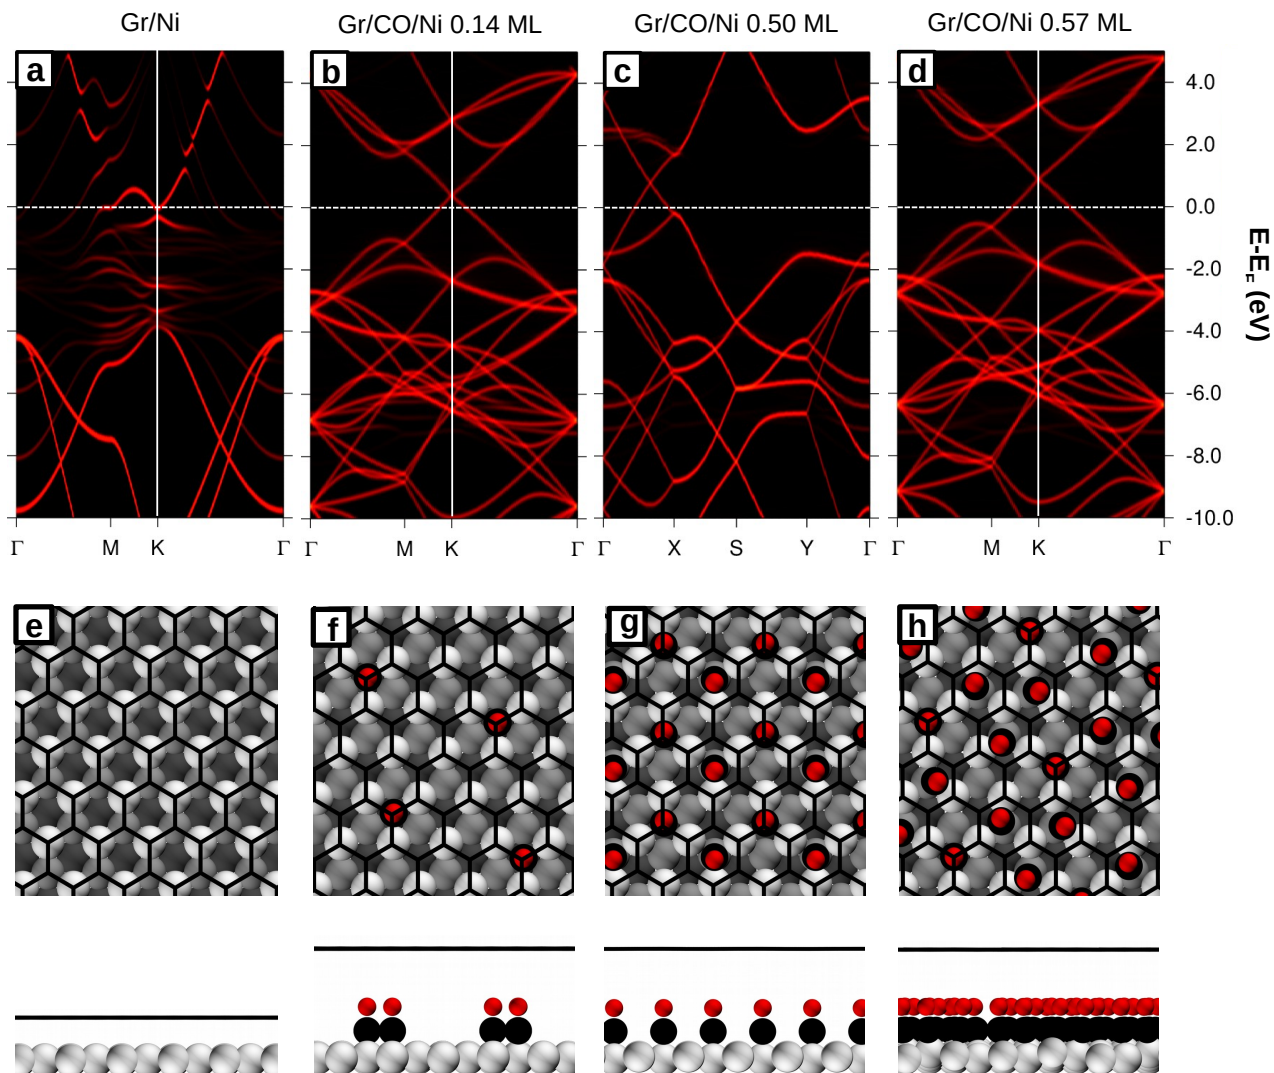 Gr/Ni
Gr/CO/Ni 0.14 ML
Gr/CO/Ni 0.50 ML
Gr/CO/Ni 0.57 ML
a
b
c
d
4.0
2.0
0.0
-2.0
-4.0
-6.0
-8.0
-10.0
E-E_F (eV)
Γ M K Γ
Γ M K Γ
Γ X S Y Γ
Γ M K Γ
e
f
g
h